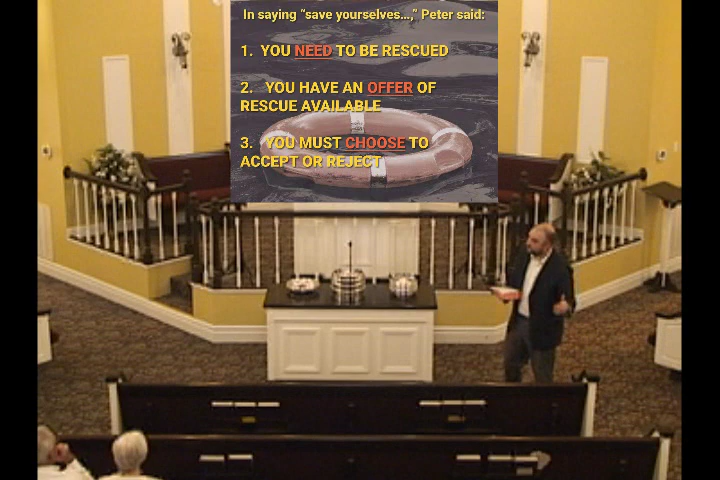 In saying “save yourselves…,” Peter said:
1. YOU NEED TO BE RESCUED
2. YOU HAVE AN OFFER OF
RESCUE AVAILABLE
3. YOU MUST CHOOSE TO
ACCEPT OR REJECT